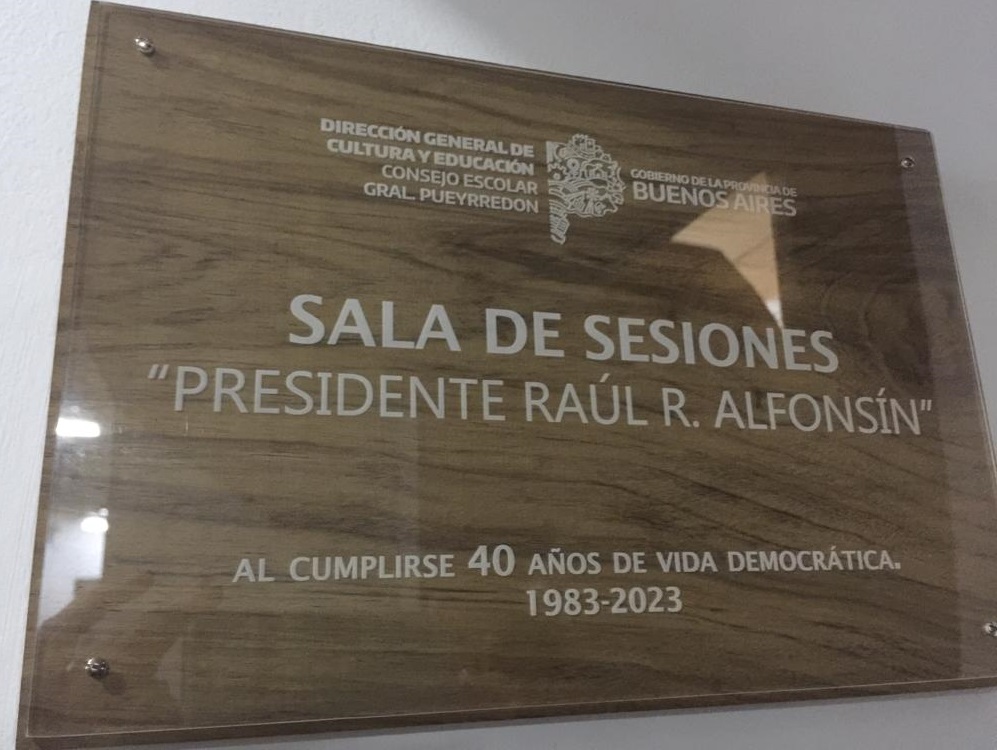 DIRECCIÓN GENERAL DE
CULTURA Y EDUCACIÓN
CONSEJO ESCOLAR
GRAL. PUEYRREDON
GOBIERNO DE LA PROVINCIA DE
BUENOS AIRES
SALA DE SESIONES
"PRESIDENTE RAÚL R. ALFONSÍN"
AL CUMPLIRSE 40 AÑOS DE VIDA DEMOCRÁTICA.
1983-2023